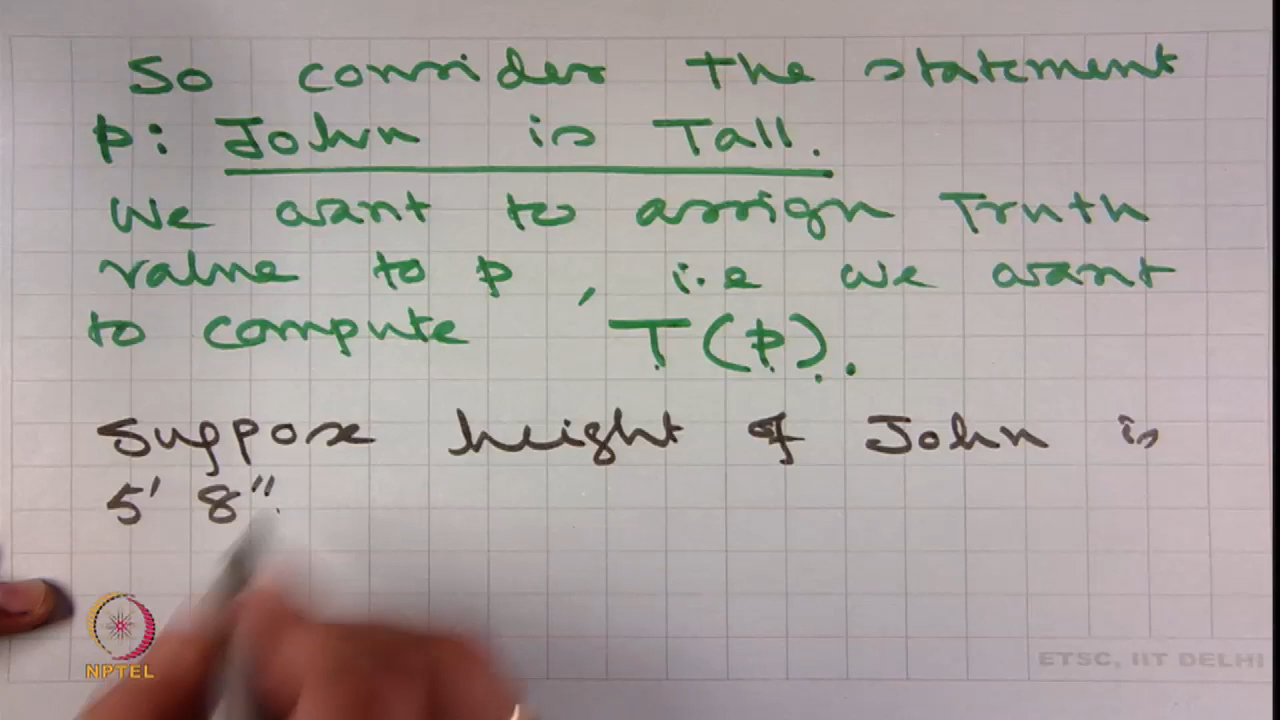 So consider the statement
p: John is Tall.
We want to assign Truth
value to p, i.e we want
to compute T(p).
Suppose height of John is
5' 8"
NPTEL
ETSC, IIT DELHI